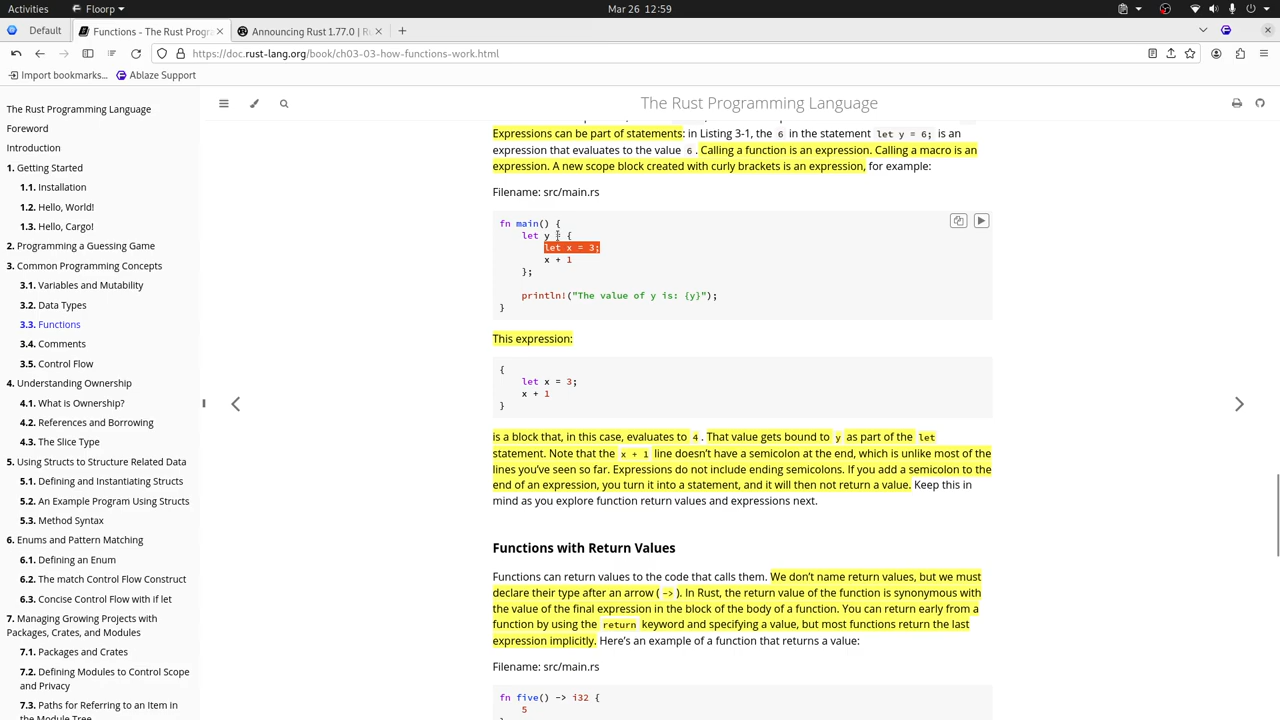 Activities
Floorp
Mar 26 12:59
Default
Functions - The Rust Progra
Announcing Rust 1.77.0 | Ru
https://doc.rust-lang.org/book/ch03-03-how-functions-work.html
Import bookmarks...
Ablaze Support
The Rust Programming Language
Foreword
Introduction
1. Getting Started
1.1. Installation
1.2. Hello, World!
1.3. Hello, Cargo!
2. Programming a Guessing Game
3. Common Programming Concepts
3.1. Variables and Mutability
3.2. Data Types
3.3. Functions
3.4. Comments
3.5. Control Flow
4. Understanding Ownership
4.1. What is Ownership?
4.2. References and Borrowing
4.3. The Slice Type
5. Using Structs to Structure Related Data
5.1. Defining and Instantiating Structs
5.2. An Example Program Using Structs
5.3. Method Syntax
6. Enums and Pattern Matching
6.1. Defining an Enum
6.2. The match Control Flow Construct
6.3. Concise Control Flow with if let
7. Managing Growing Projects with
Packages, Crates, and Modules
7.1. Packages and Crates
7.2. Defining Modules to Control Scope
and Privacy
7.3. Paths for Referring to an Item in
the Module Tree
The Rust Programming Language
Expressions can be part of statements: in Listing 3-1, the 6 in the statement let y = 6; is an
expression that evaluates to the value 6. Calling a function is an expression. Calling a macro is an
expression. A new scope block created with curly brackets is an expression, for example:
Filename: src/main.rs
fn main() {
let y = {
let x = 3;
x + 1
};
println!("The value of y is: {y}");
}
This expression:
{
let x = 3;
x + 1
}
is a block that, in this case, evaluates to 4. That value gets bound to y as part of the let
statement. Note that the x + 1 line doesn’t have a semicolon at the end, which is unlike most of the
lines you’ve seen so far. Expressions do not include ending semicolons. If you add a semicolon to the
end of an expression, you turn it into a statement, and it will then not return a value. Keep this in
mind as you explore function return values and expressions next.
Functions with Return Values
Functions can return values to the code that calls them. We don’t name return values, but we must
declare their type after an arrow (->). In Rust, the return value of the function is synonymous with
the value of the final expression in the block of the body of a function. You can return early from a
function by using the return keyword and specifying a value, but most functions return the last
expression implicitly. Here’s an example of a function that returns a value:
Filename: src/main.rs
fn five() -> i32 {
5